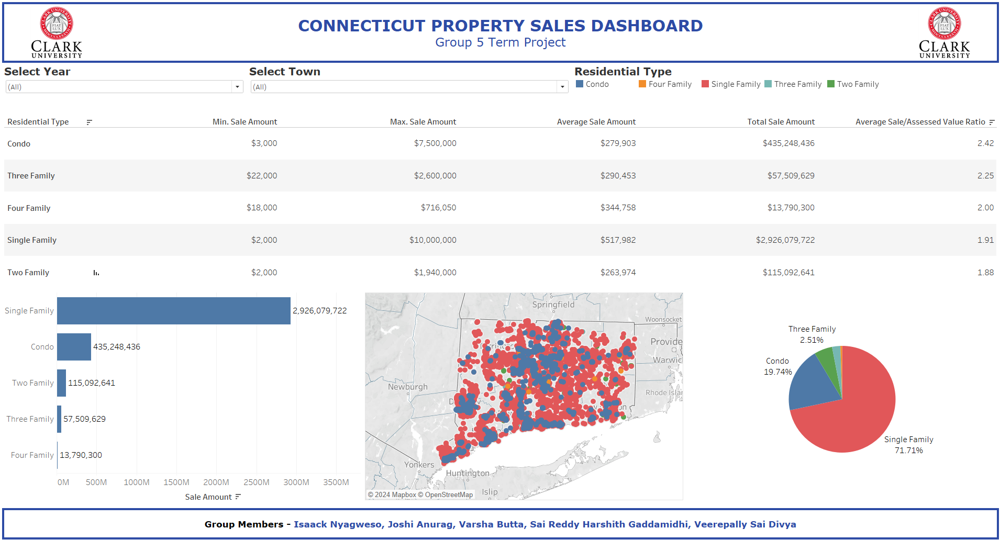 CLARK UNIVERSITY
FIAT LUX
CLARK
UNIVERSITY
CONNECTICUT PROPERTY SALES DASHBOARD
Group 5 Term Project
CLARK UNIVERSITY
FIAT LUX
CLARK
UNIVERSITY
Select Year
(All)
Select Town
(All)
Residential Type
Condo Four Family Single Family Three Family Two Family
Residential Type Min. Sale Amount Max. Sale Amount Average Sale Amount Total Sale Amount Average Sale/Assessed Value Ratio
Condo $3,000 $7,500,000 $279,903 $435,248,436 2.42
Three Family $22,000 $2,600,000 $290,453 $57,509,629 2.25
Four Family $18,000 $716,050 $344,758 $13,790,300 2.00
Single Family $2,000 $10,000,000 $517,982 $2,926,079,722 1.91
Two Family $2,000 $1,940,000 $263,974 $115,092,641 1.88
Single Family 2,926,079,722
Condo 435,248,436
Two Family 115,092,641
Three Family 57,509,629
Four Family 13,790,300
0M 500M 1000M 1500M 2000M 2500M 3000M 3500M
Sale Amount
Springfield
Woonsocket
Provide
Warwic
Newburgh
Rhode Islar
Yonkers
Huntington
Islip
© 2024 Mapbox © OpenStreetMap
Three Family
2.51%
Condo
19.74%
Single Family
71.71%
Group Members - Isaack Nyagweso, Joshi Anurag, Varsha Butta, Sai Reddy Harshith Gaddamidhi, Veerepally Sai Divya